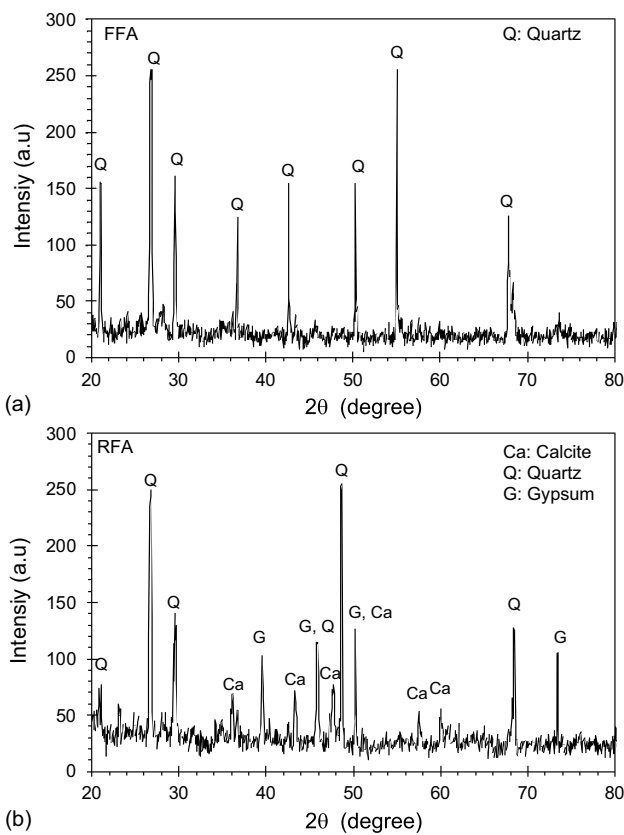 300
FFA
Q: Quartz
Q
Q
250
200
Q
Q
Q
Q
150
Q
Q
100
50
0
Intensiy (a.u)
20 30 40 50 60 70 80
(a)
2θ (degree)
300
RFA
Ca: Calcite
Q: Quartz
G: Gypsum
Q
Q
250
200
150
Q
G, Q
G, Ca
Q
100
Q
Ca
G
Ca
Ca
G
50
Ca
Ca
0
Intensiy (a.u)
20 30 40 50 60 70 80
(b)
2θ (degree)